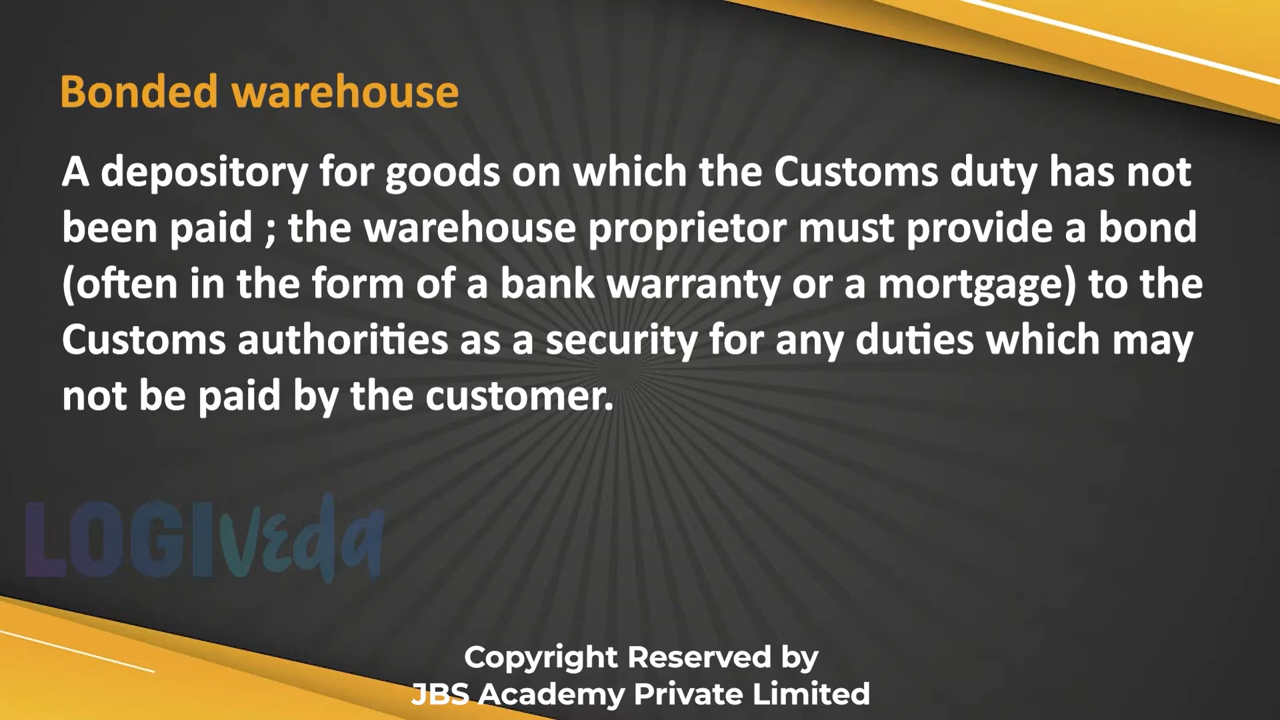 Bonded warehouse
A depository for goods on which the Customs duty has not
been paid ; the warehouse proprietor must provide a bond
(often in the form of a bank warranty or a mortgage) to the
Customs authorities as a security for any duties which may
not be paid by the customer.
LOGIveda
Copyright Reserved by
JBS Academy Private Limited